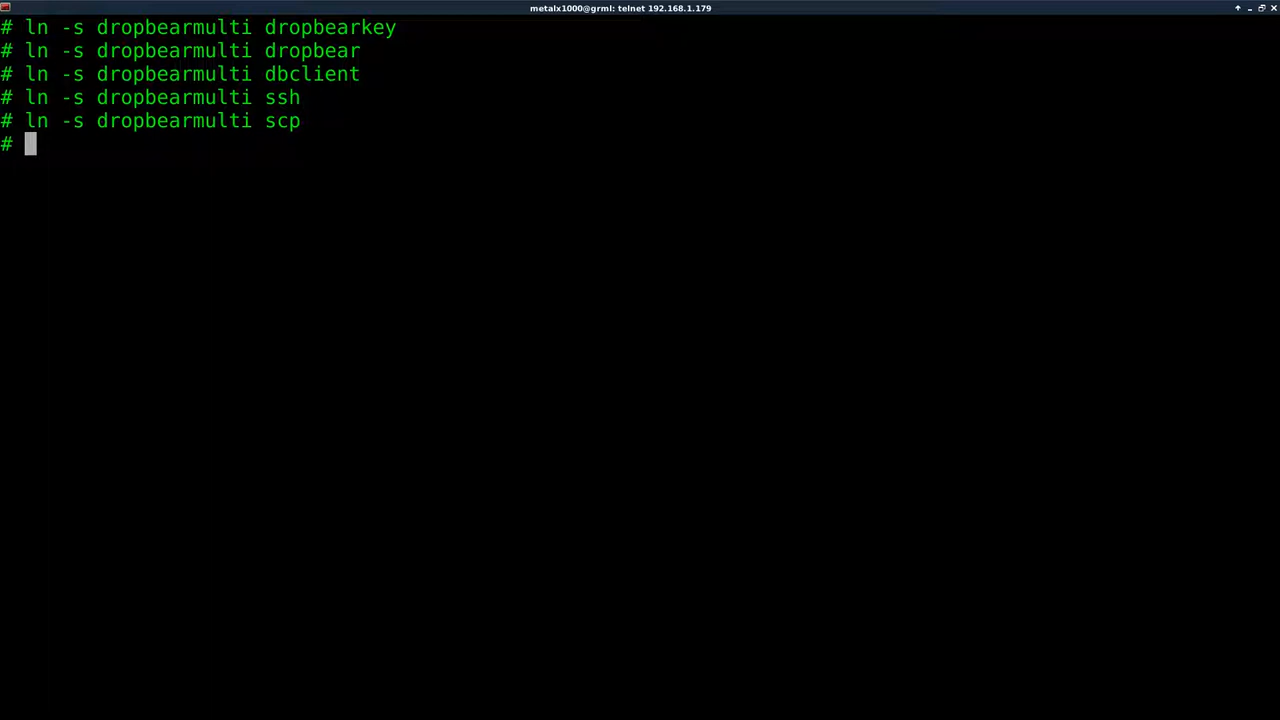 metalx1000@grml: telnet 192.168.1.179
# ln -s dropbearmulti dropbearkey
# ln -s dropbearmulti dropbear
# ln -s dropbearmulti dbclient
# ln -s dropbearmulti ssh
# ln -s dropbearmulti scp
#